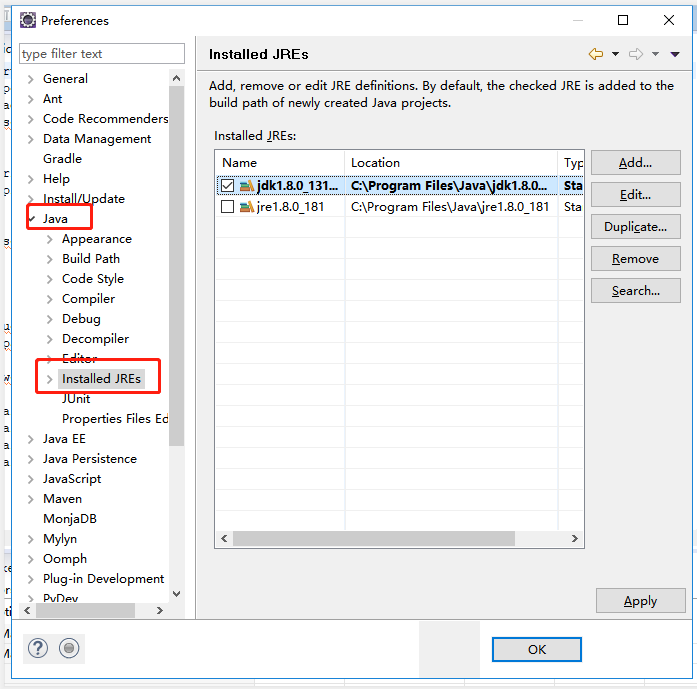 Preferences
type filter text
General
Ant
Code Recommenders
Data Management
Gradle
Help
Install/Update
Java
Appearance
Build Path
Code Style
Compiler
Debug
Decompiler
Editor
Installed JREs
JUnit
Properties Files Ed
Java EE
Java Persistence
JavaScript
Maven
MonjaDB
Mylyn
Oomph
Plug-in Development
PyDev
Installed JREs
Add, remove or edit JRE definitions. By default, the checked JRE is added to the
build path of newly created Java projects.
Installed JREs:
Name Location Typ
jdk1.8.0_131... C:\Program Files\Java\jdk1.8.0... Sta
jre1.8.0_181 C:\Program Files\Java\jre1.8.0_181 Sta
Add...
Edit...
Duplicate...
Remove
Search...
Apply
OK